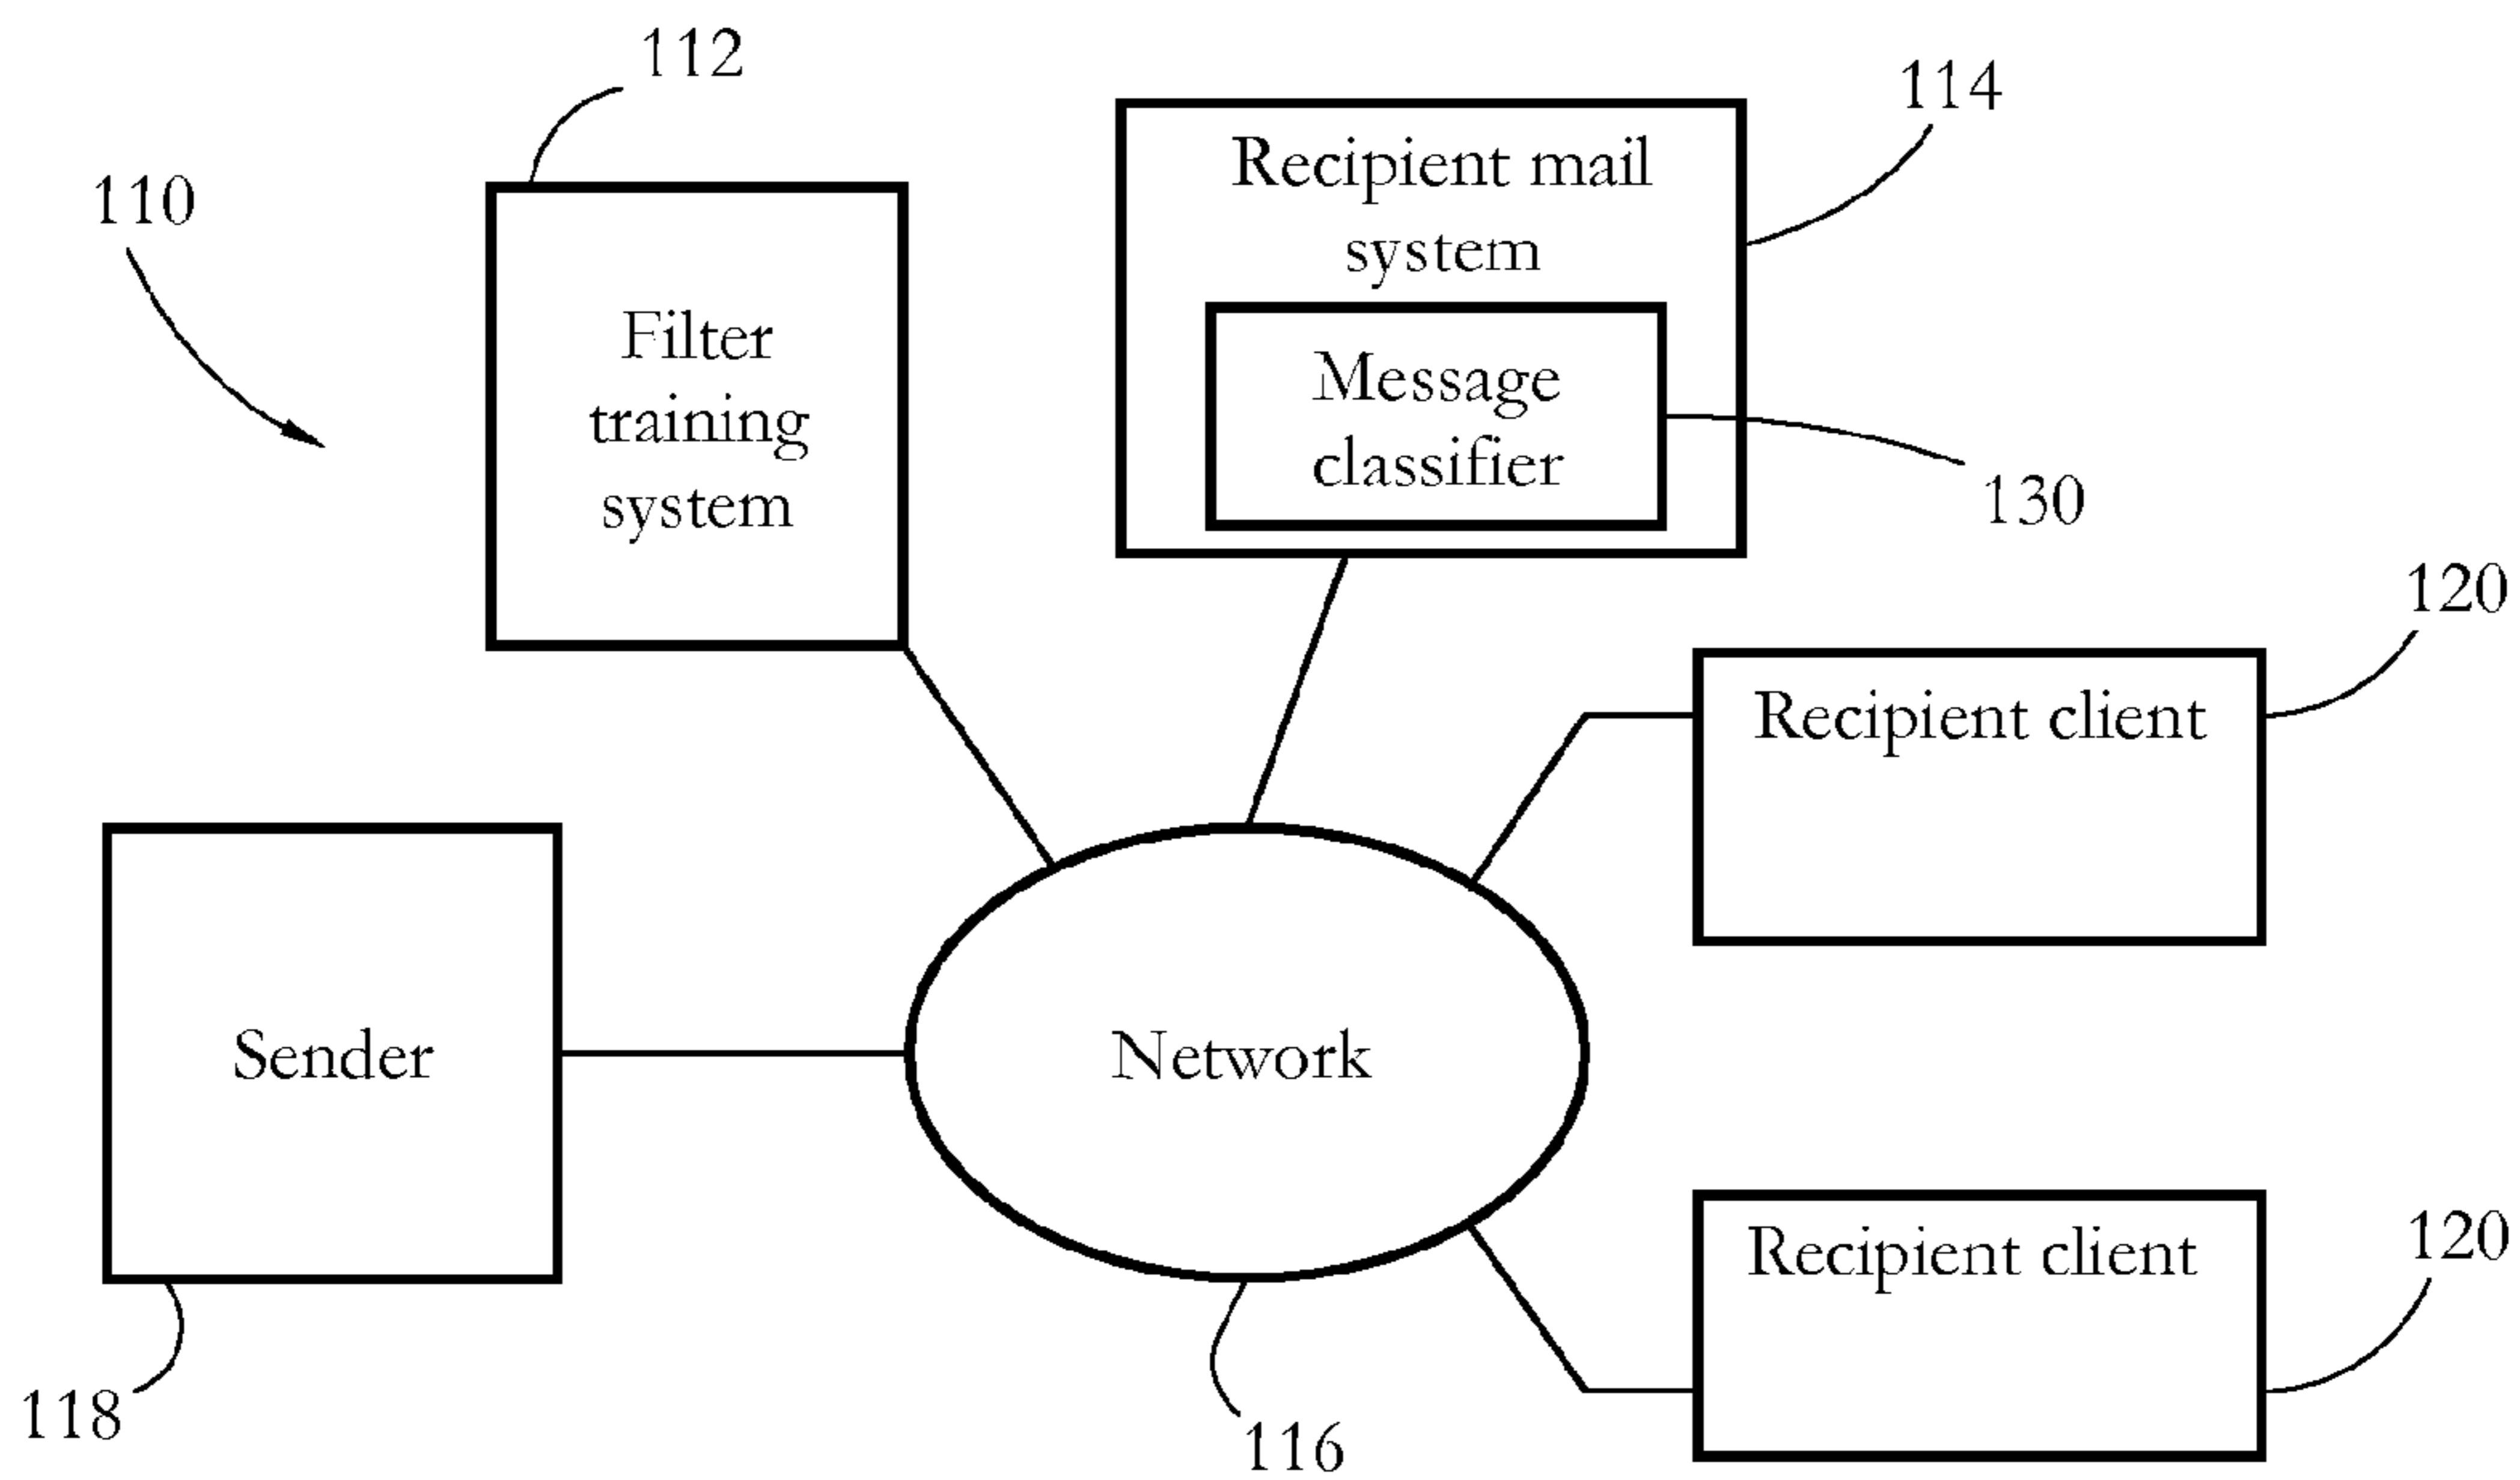 112
114
110
Recipient mail
system
Filter
training
system
Message
classifier
130
120
Recipient client
Sender
Network
120
Recipient client
118
116